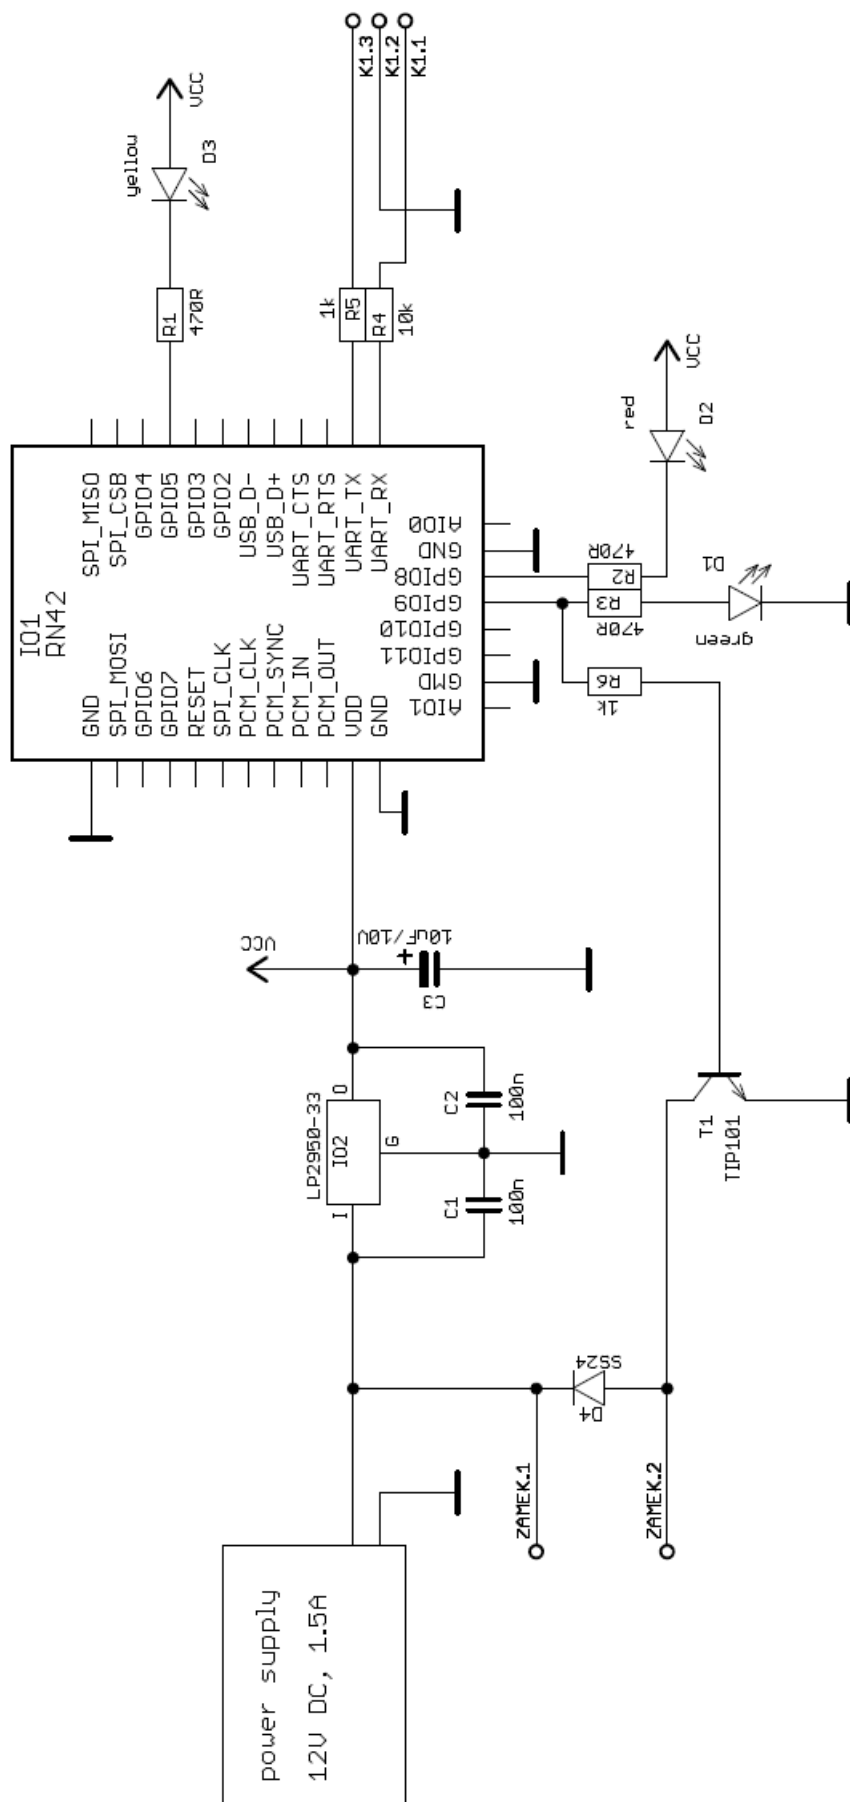 K1.3
K1.2
K1.1
VCC
yellow
D3
R1
470R
1k
R5
R4
10k
VCC
red
D2
SPI_MISO
SPI_CSB
GPIO4
GPIO5
GPIO3
GPIO2
USB_D-
USB_D+
UART_CTS
UART_RTS
UART_TX
UART_RX
AIO0
GND
GPIO8
GPIO9
GPIO10
GPIO11
GMD
AIO1
IO1
RN42
GND
SPI_MOSI
GPIO6
GPIO7
RESET
SPI_CLK
PCM_CLK
PCM_SYNC
PCM_IN
PCM_OUT
VDD
GND
470R
R2
R3
470R
D1
green
R6
1k
VCC
10uF/10V
+
C3
LP2950-33
IO2
O
G
I
C2
100n
C1
100n
T1
TIP101
SS24
D4
ZAMEK.1
ZAMEK.2
power supply
12V DC, 1.5A